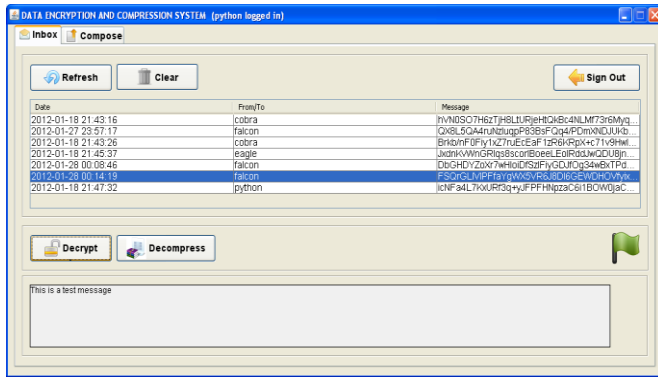 DATA ENCRYPTION AND COMPRESSION SYSTEM (python logged in)
Inbox Compose
Refresh Clear Sign Out
Date From/To Message
2012-01-18 21:43:16 cobra
2012-01-27 23:57:17 falcon
2012-01-18 21:43:26 cobra
2012-01-18 21:45:37 eagle
2012-01-28 00:08:46 falcon
2012-01-28 00:14:19 falcon
2012-01-18 21:47:32 python
Decrypt Decompress
This is a test message